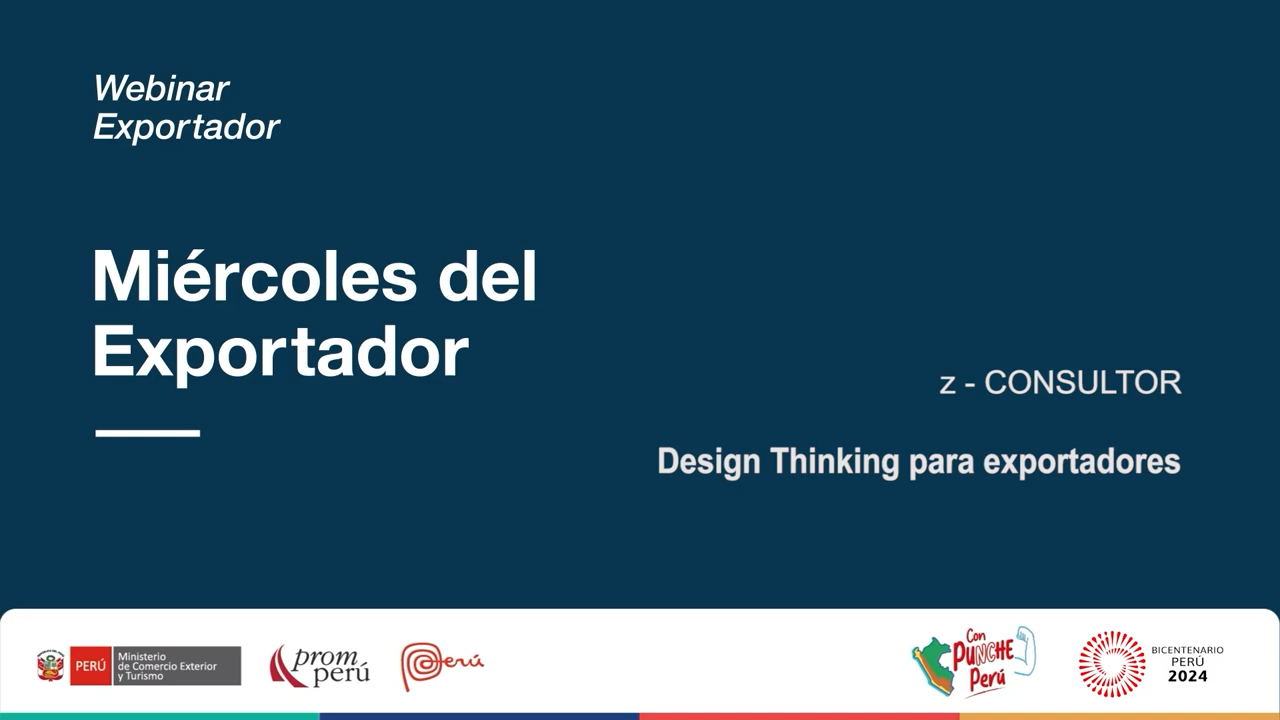 Webinar
Exportador
Miércoles del
Exportador
z - CONSULTOR
Design Thinking para exportadores
PERÚ
Ministerio
de Comercio Exterior
y Turismo
prom
perú
Perú
Con
PUNCHE
Perú
BICENTENARIO
PERÚ
2024